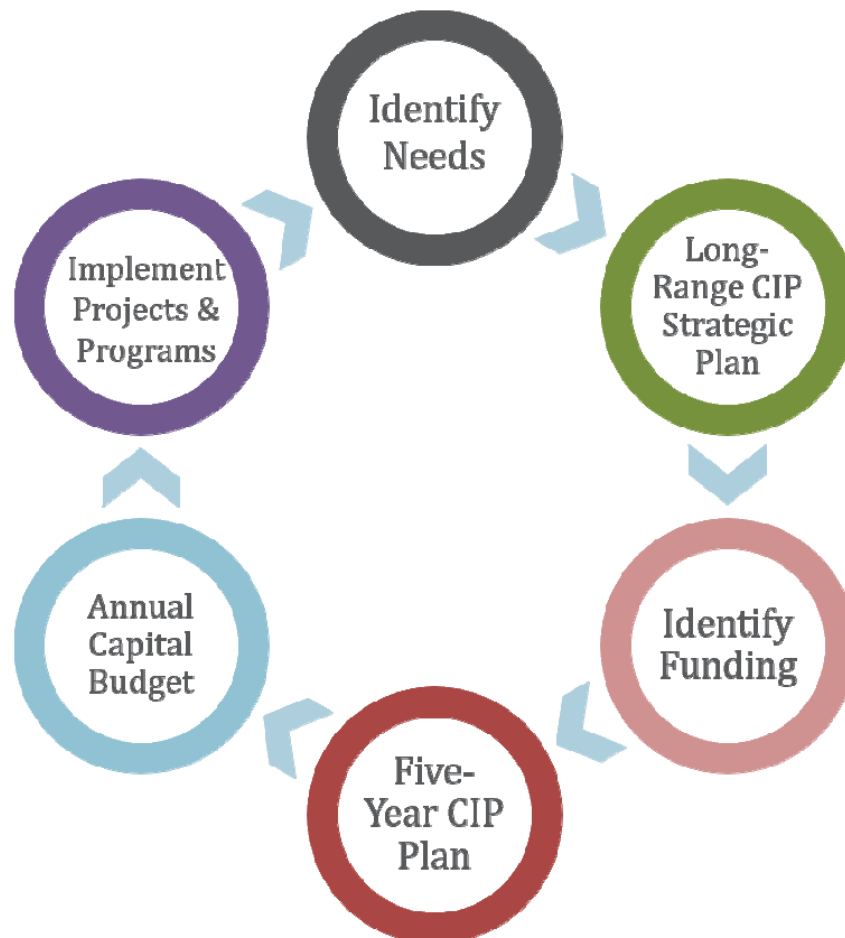 Identify
Needs
Long-
Range CIP
Strategic
Plan
Identify
Funding
Five-
Year CIP
Plan
Annual
Capital
Budget
Implement
Projects &
Programs